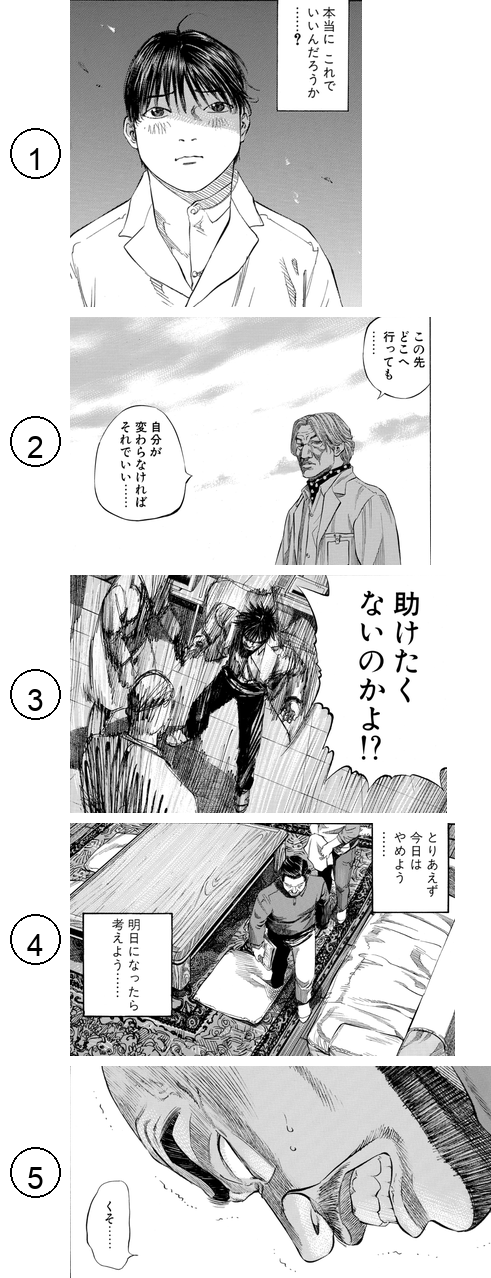 1
本当に これで
いいんだろうか
……?
2
この先
どこへ
行っても
……
自分が
変わらなければ
それでいい……
3
助けたく
ないのかよ!?
4
とりあえず
今日は
やめよう
……
明日になったら
考えよう……
5
くそ……